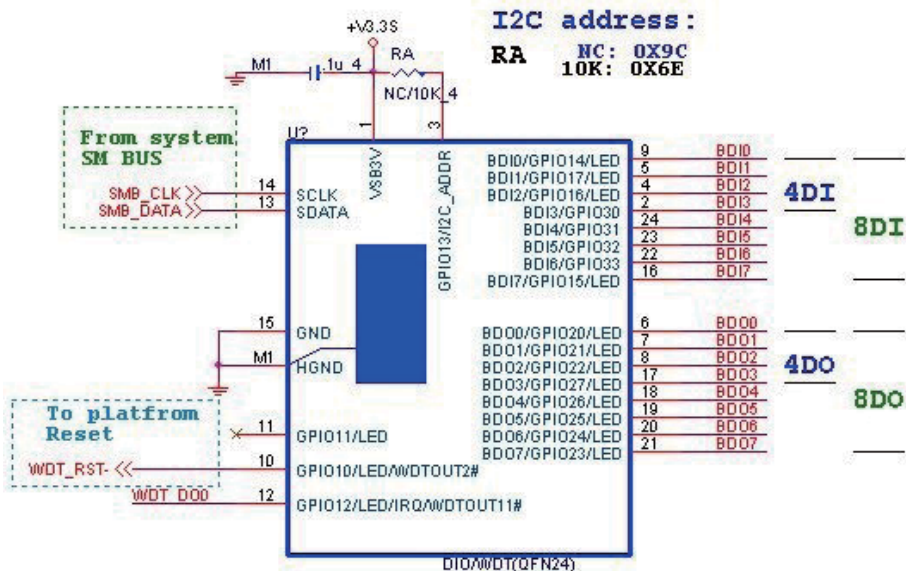 I2C address:
RA NC: 0X9C
10K: 0X6E
+V3.3S
M1 .1u_4 RA
NC/10K_4
From system
SM BUS
SMB_CLK
SMB_DATA
U?
1 3
VSB3V
GPIO13/I2C_ADDR
14 SCLK
13 SDATA
15 GND
M1 HGND
To platfrom
Reset
11 GPIO11/LED
WDT_RST- 10 GPIO10/LED/WDTOUT2#
WDT_DO0 12 GPIO12/LED/IRQ/WDTOUT11#
BDI0/GPIO14/LED 9 BDI0
BDI1/GPIO17/LED 5 BDI1
BDI2/GPIO16/LED 4 BDI2
BDI3/GPIO30 2 BDI3
BDI4/GPIO31 24 BDI4
BDI5/GPIO32 23 BDI5
BDI6/GPIO33 22 BDI6
BDI7/GPIO15/LED 16 BDI7
4DI
8DI
BDO0/GPIO20/LED 6 BDO0
BDO1/GPIO21/LED 7 BDO1
BDO2/GPIO22/LED 8 BDO2
BDO3/GPIO27/LED 17 BDO3
BDO4/GPIO26/LED 18 BDO4
BDO5/GPIO25/LED 19 BDO5
BDO6/GPIO24/LED 20 BDO6
BDO7/GPIO23/LED 21 BDO7
4DO
8DO
DIO/WDT(QFN24)